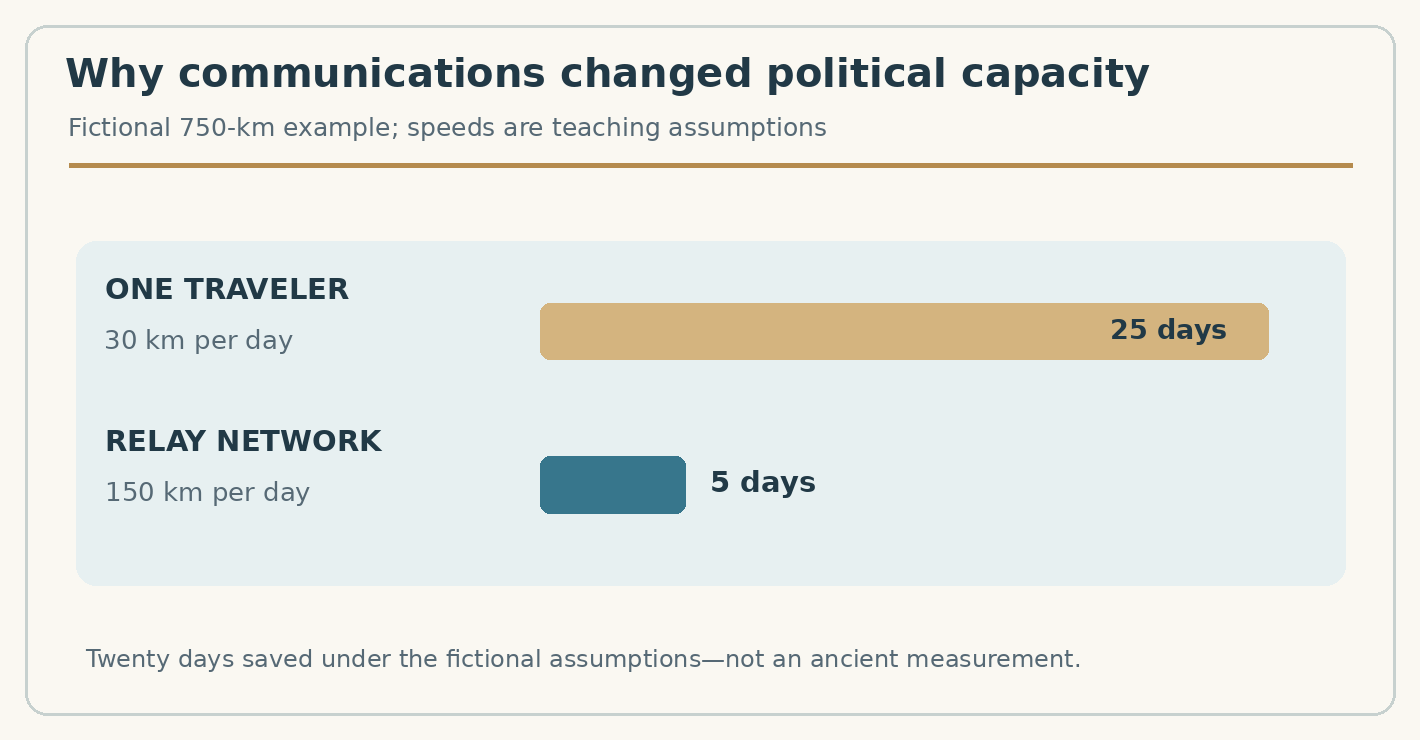 Why communications changed political capacity
Fictional 750-km example; speeds are teaching assumptions
ONE TRAVELER
30 km per day
25 days
RELAY NETWORK
150 km per day
5 days
Twenty days saved under the fictional assumptions—not an ancient measurement.